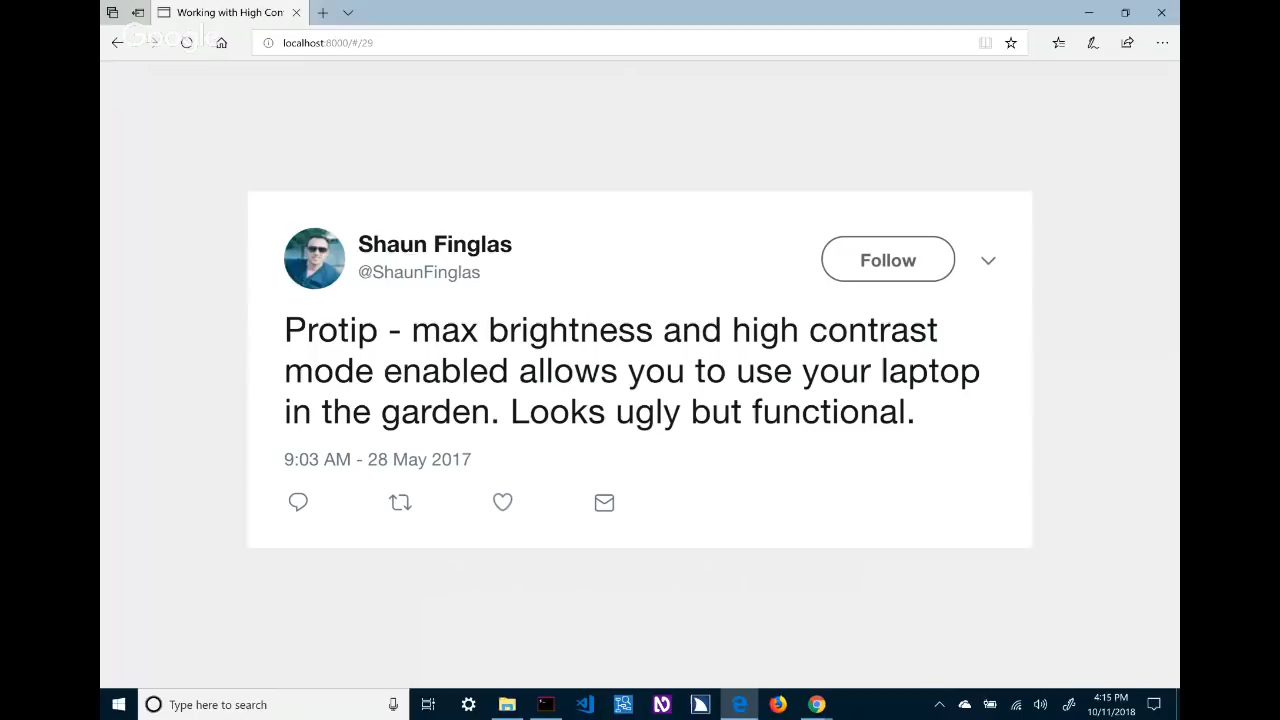 Working with High Con
Google
localhost:8000/#/29
Shaun Finglas
@ShaunFinglas
Follow
Protip - max brightness and high contrast
mode enabled allows you to use your laptop
in the garden. Looks ugly but functional.
9:03 AM - 28 May 2017
Type here to search
4:15 PM
10/11/2018